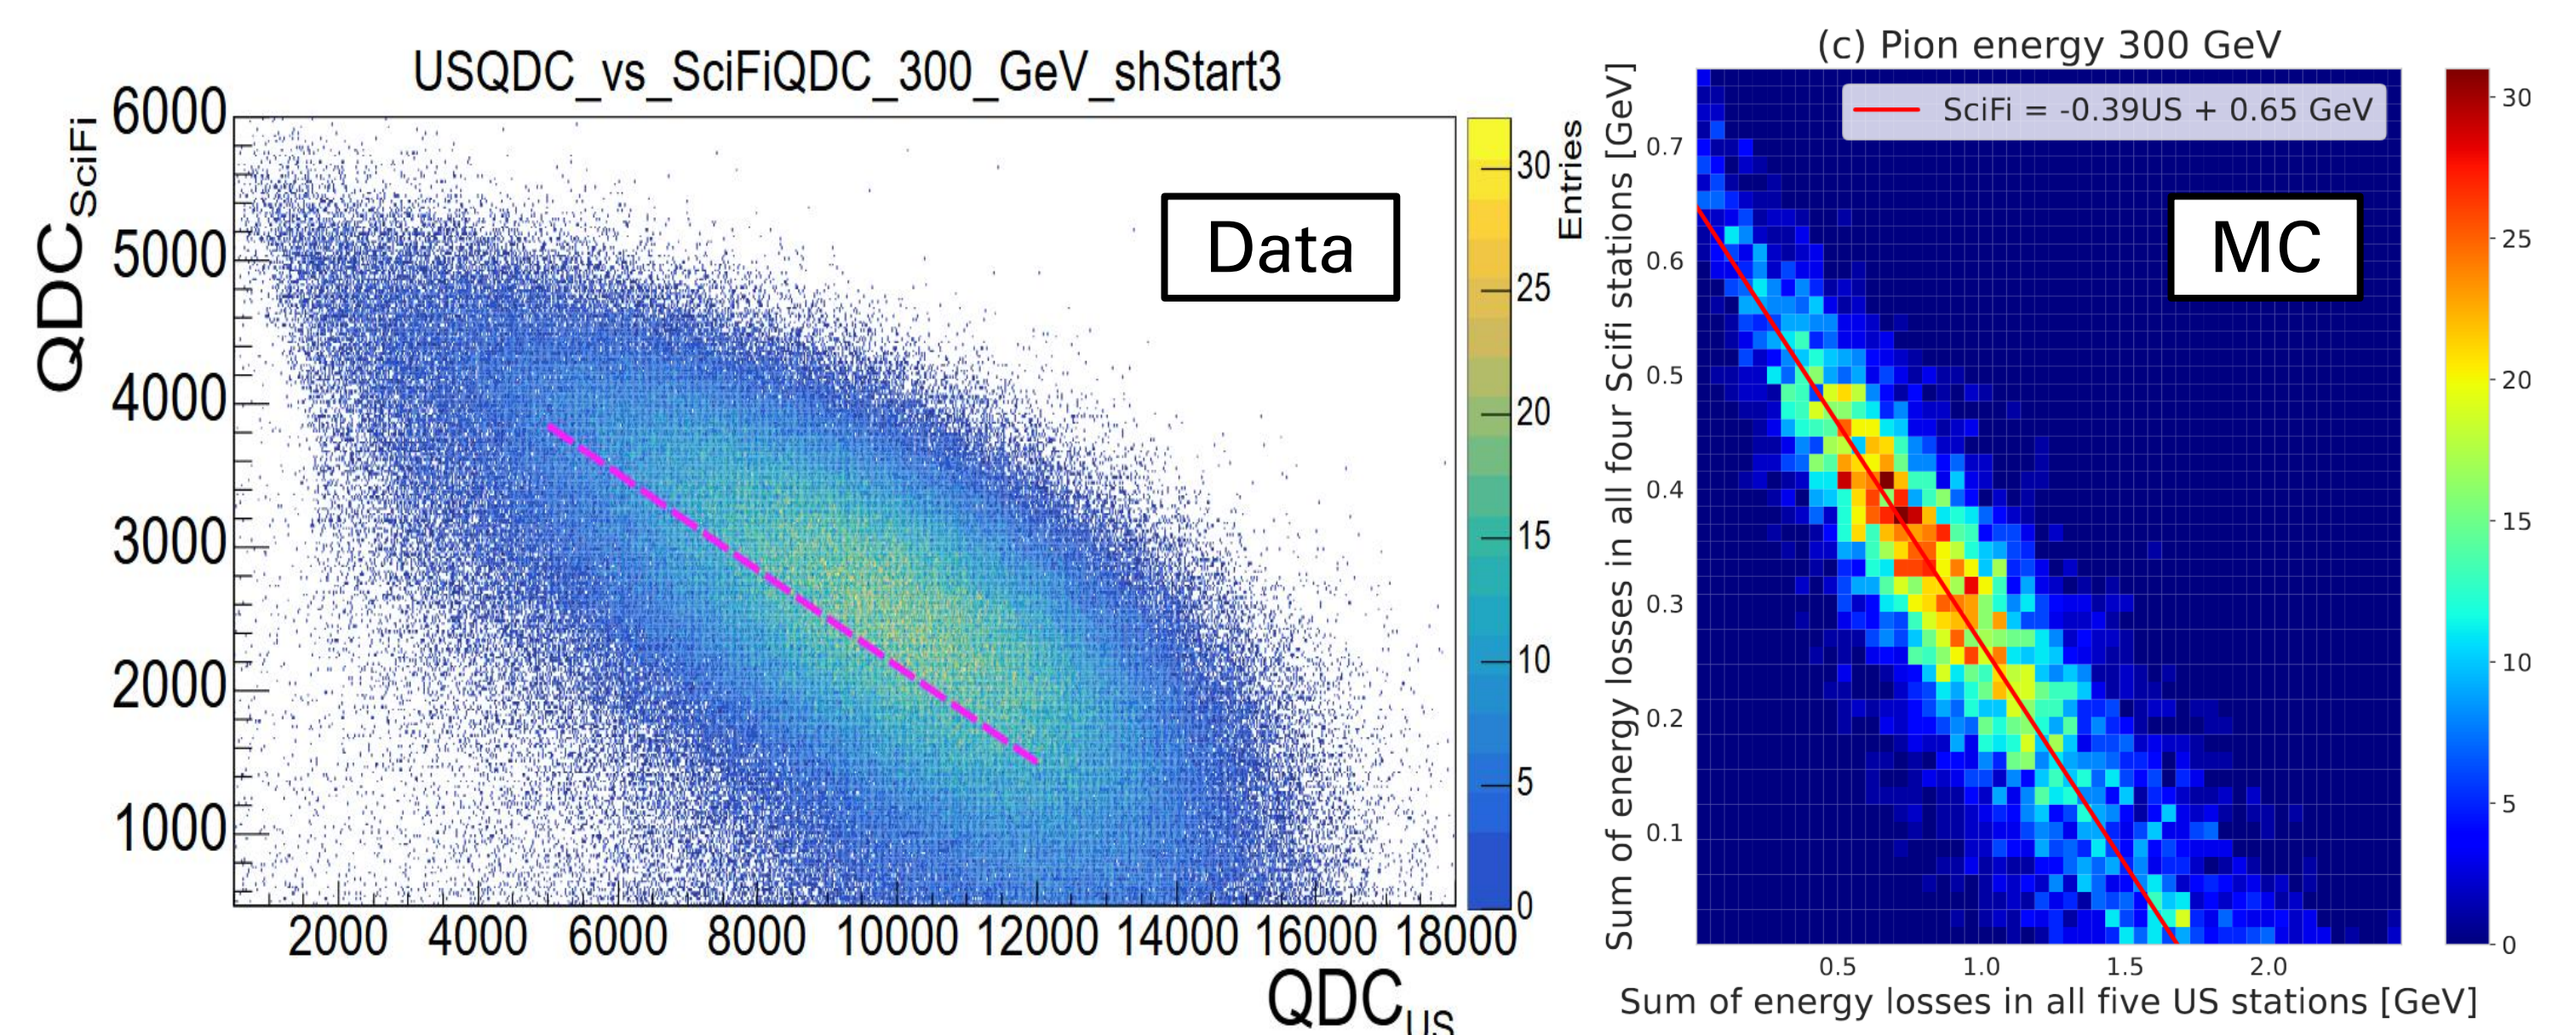 USQDC_vs_SciFiQDC_300_GeV_shStart3
QDC_SciFi
6000
5000
4000
3000
2000
1000
2000 4000 6000 8000 10000 12000 14000 16000 18000
QDC_US
Data
Entries
30
25
20
15
10
5
0
(c) Pion energy 300 GeV
SciFi = -0.39US + 0.65 GeV
MC
Sum of energy losses in all four Scifi stations [GeV]
0.7
0.6
0.5
0.4
0.3
0.2
0.1
0.5 1.0 1.5 2.0
Sum of energy losses in all five US stations [GeV]
30
25
20
15
10
5
0